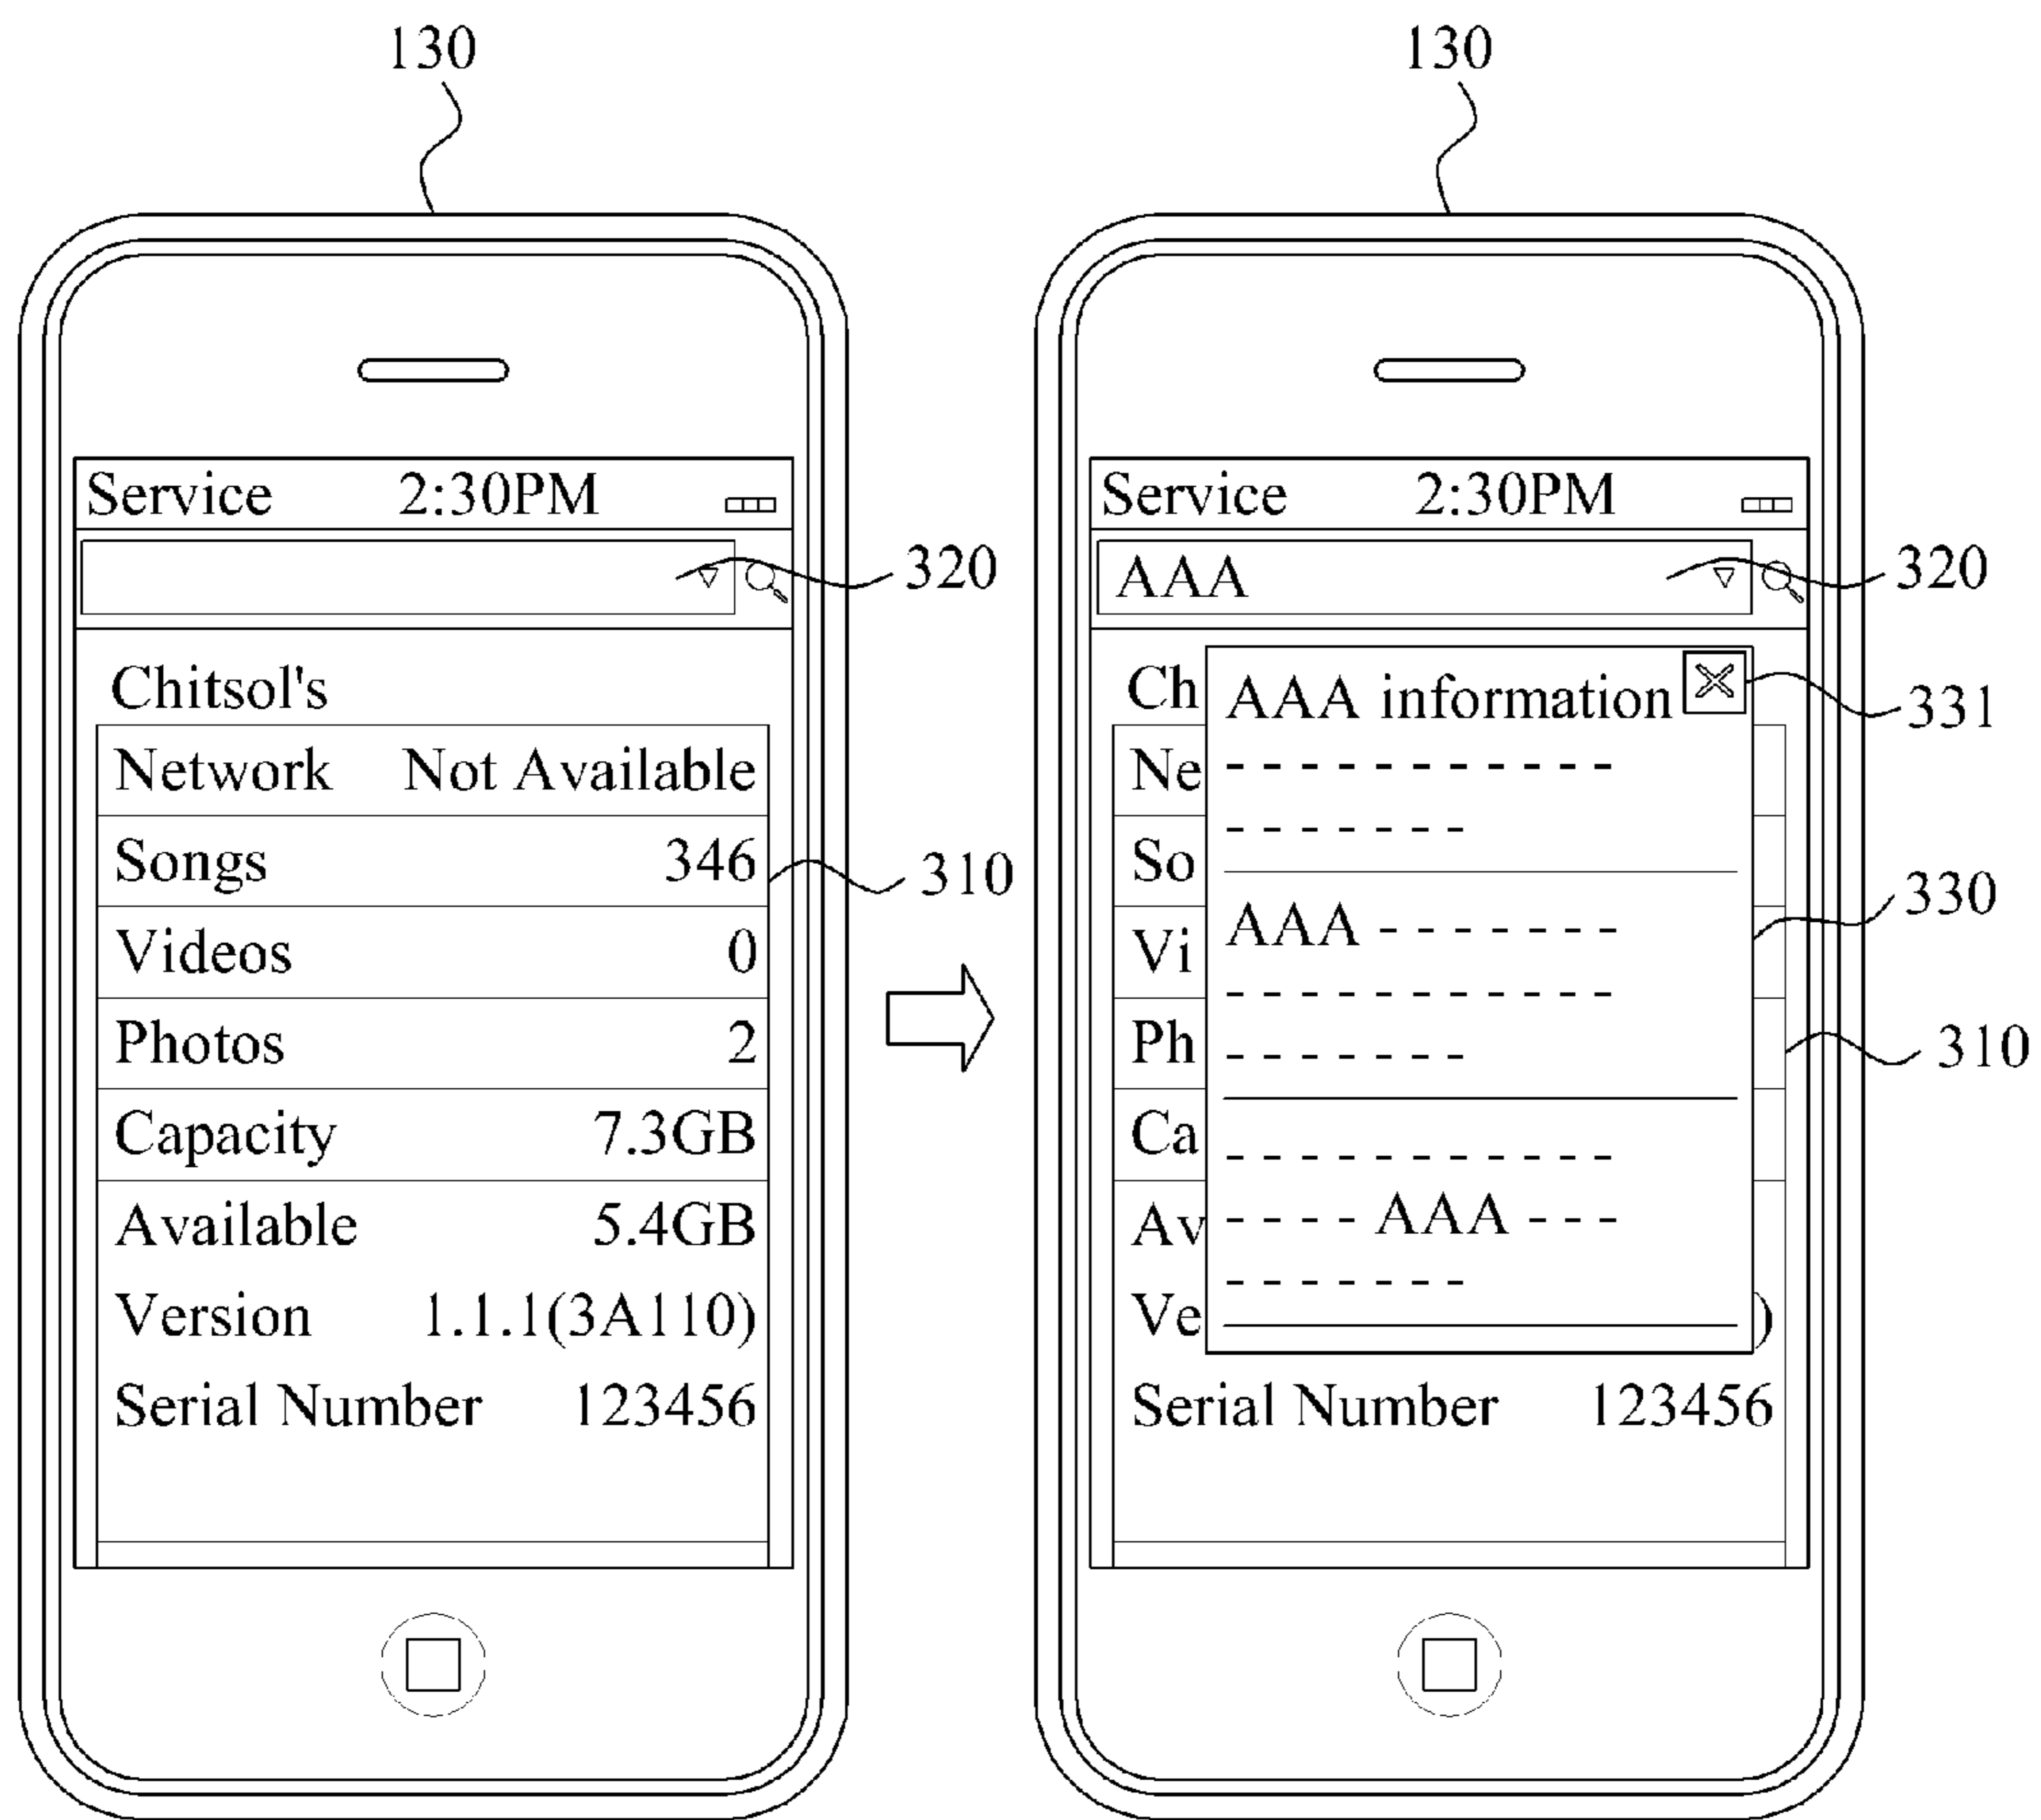 130
Service 2:30PM
320
Chitsol's
Network Not Available
Songs 346
310
Videos 0
Photos 2
Capacity 7.3GB
Available 5.4GB
Version 1.1.1(3A110)
Serial Number 123456
130
Service 2:30PM
AAA
320
Ch
AAA information
331
Ne
So
330
Vi
AAA - - - - - - -
Ph
310
Ca
Av
- - - - AAA - - -
Ve )
Serial Number 123456